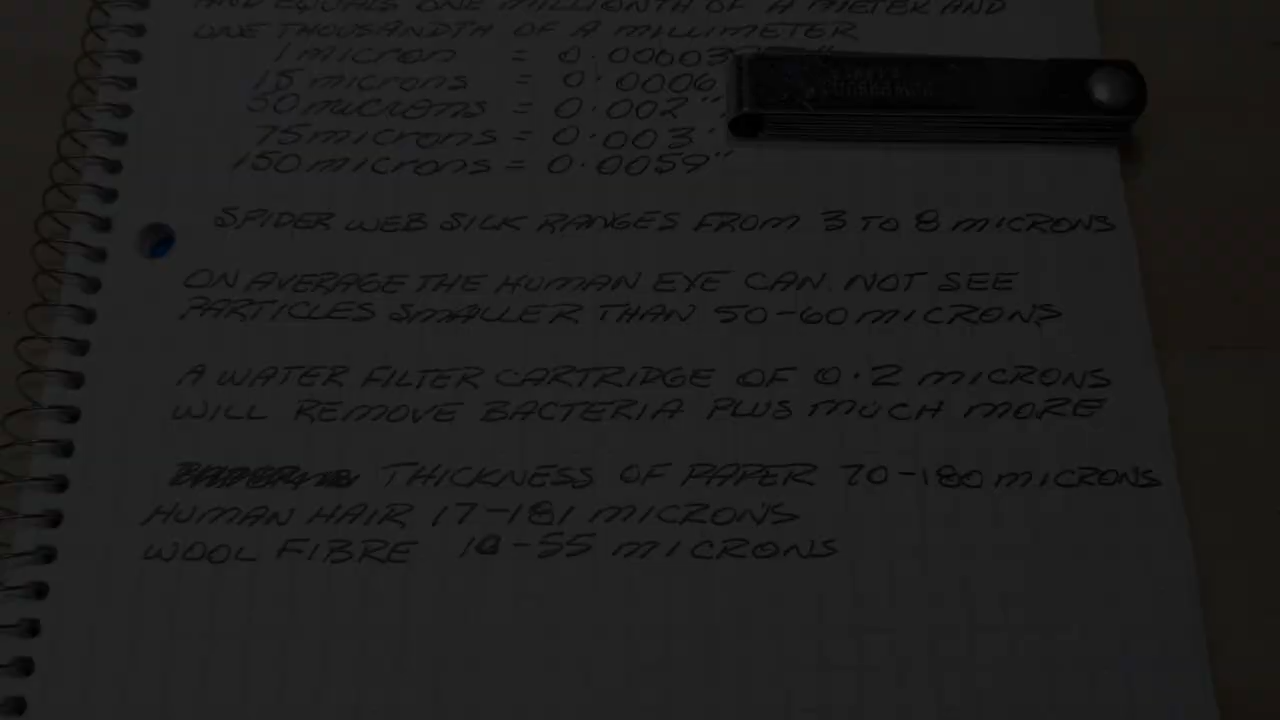 AND EQUALS ONE MILLIONTH OF A METER AND
ONE THOUSANDTH OF A MILLIMETER
1 micron = 0.00003
15 microns = 0.0006
50 microns = 0.002"
75 microns = 0.003"
150 microns = 0.0059"
SPIDER WEB SILK RANGES FROM 3 TO 8 MICRONS
ON AVERAGE THE HUMAN EYE CAN NOT SEE
PARTICLES SMALLER THAN 50-60 MICRONS
A WATER FILTER CARTRIDGE OF 0.2 MICRONS
WILL REMOVE BACTERIA PLUS MUCH MORE
THICKNESS OF PAPER 70-180 MICRONS
HUMAN HAIR 17-181 MICRONS
WOOL FIBRE 10-55 MICRONS